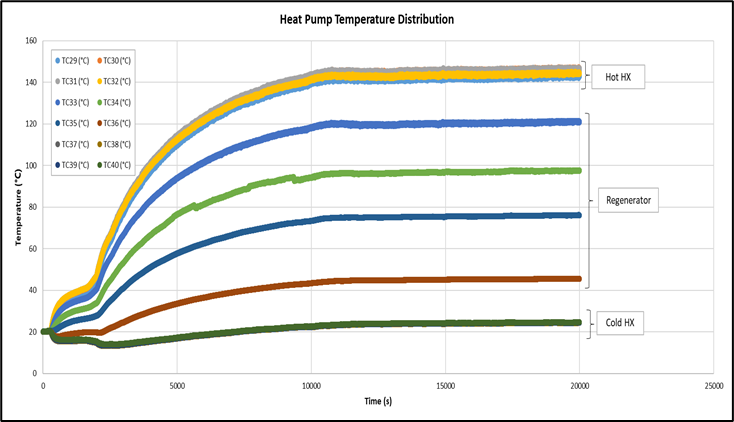 Heat Pump Temperature Distribution
160
140
120
100
80
60
40
20
0
Temperature (°C)
TC29 (°C) TC30 (°C)
TC31 (°C) TC32 (°C)
TC33 (°C) TC34 (°C)
TC35 (°C) TC36 (°C)
TC37 (°C) TC38 (°C)
TC39 (°C) TC40 (°C)
Hot HX
Regenerator
Cold HX
0 5000 10000 15000 20000 25000
Time (s)